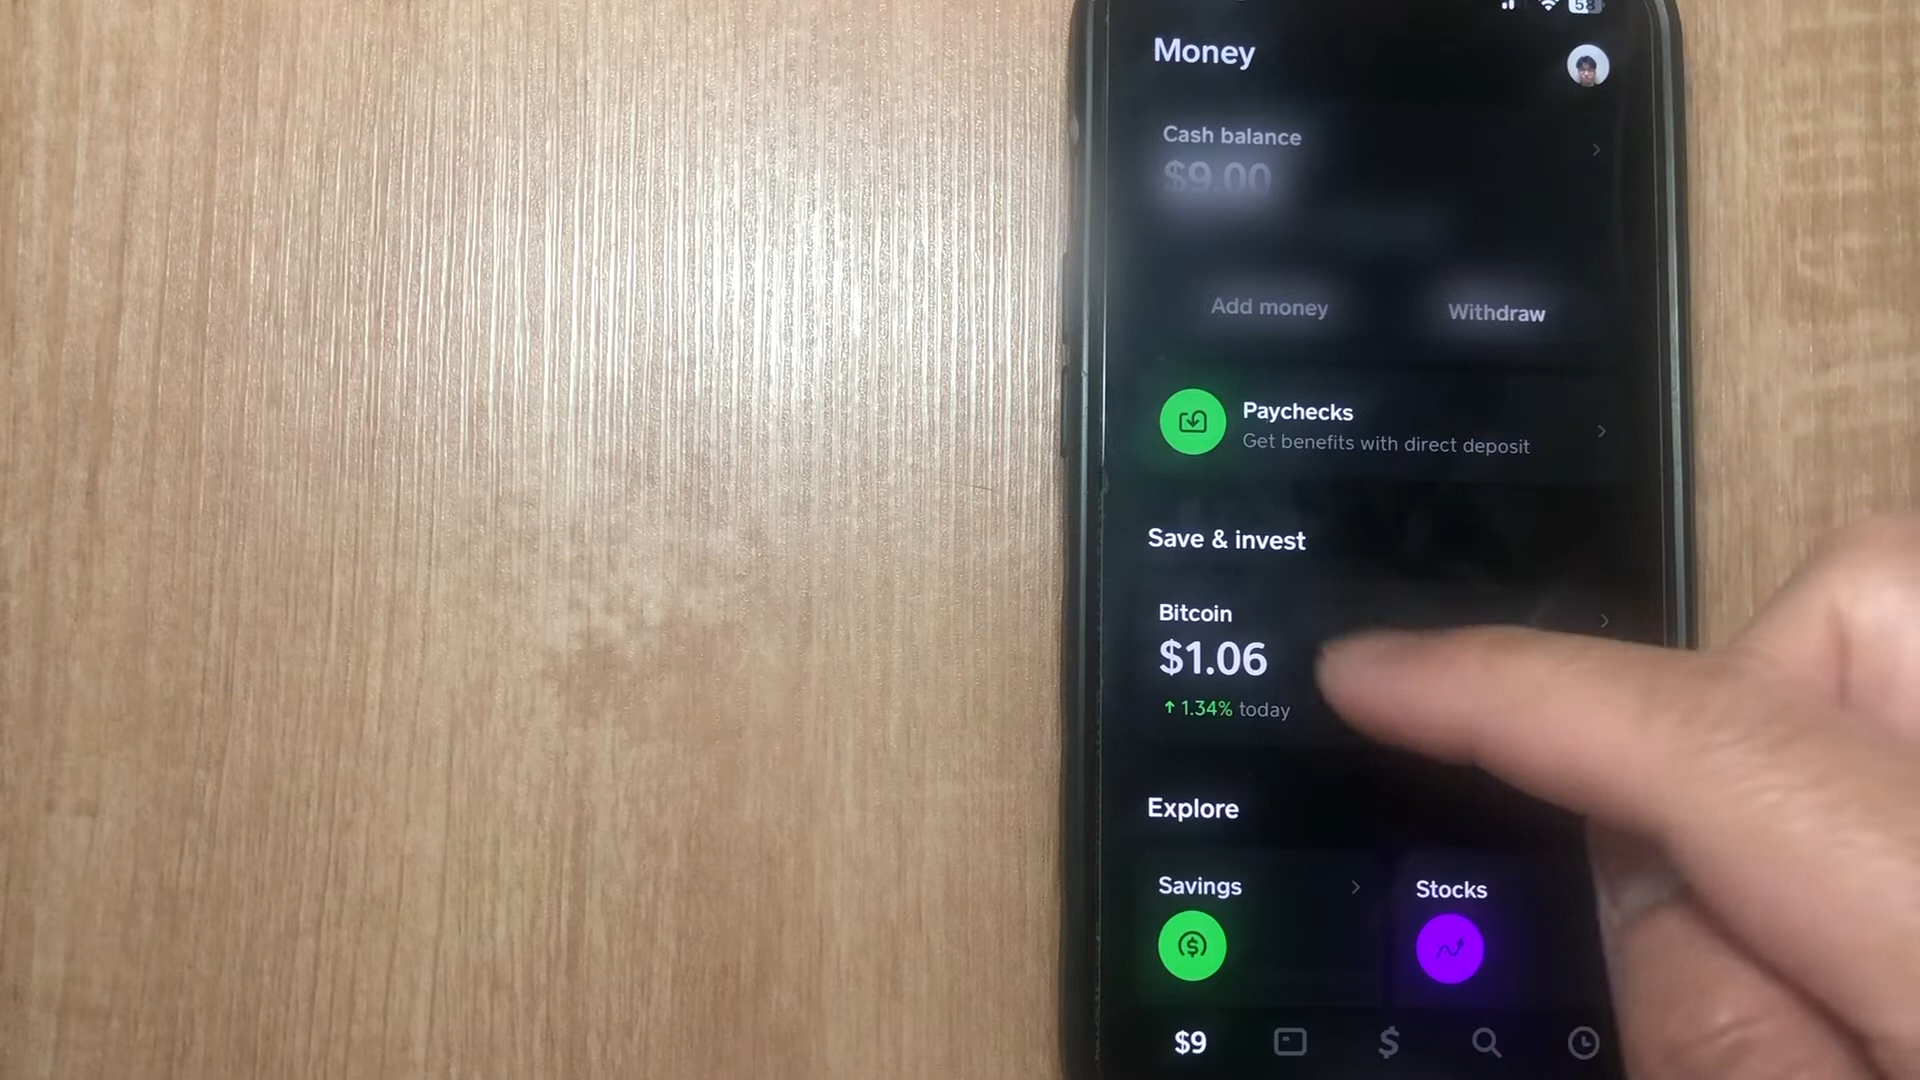 58
Money
Cash balance
$9.00
Add money
Withdraw
Paychecks
Get benefits with direct deposit
Save & invest
Bitcoin
$1.06
↑ 1.34% today
Explore
Savings
Stocks
$9